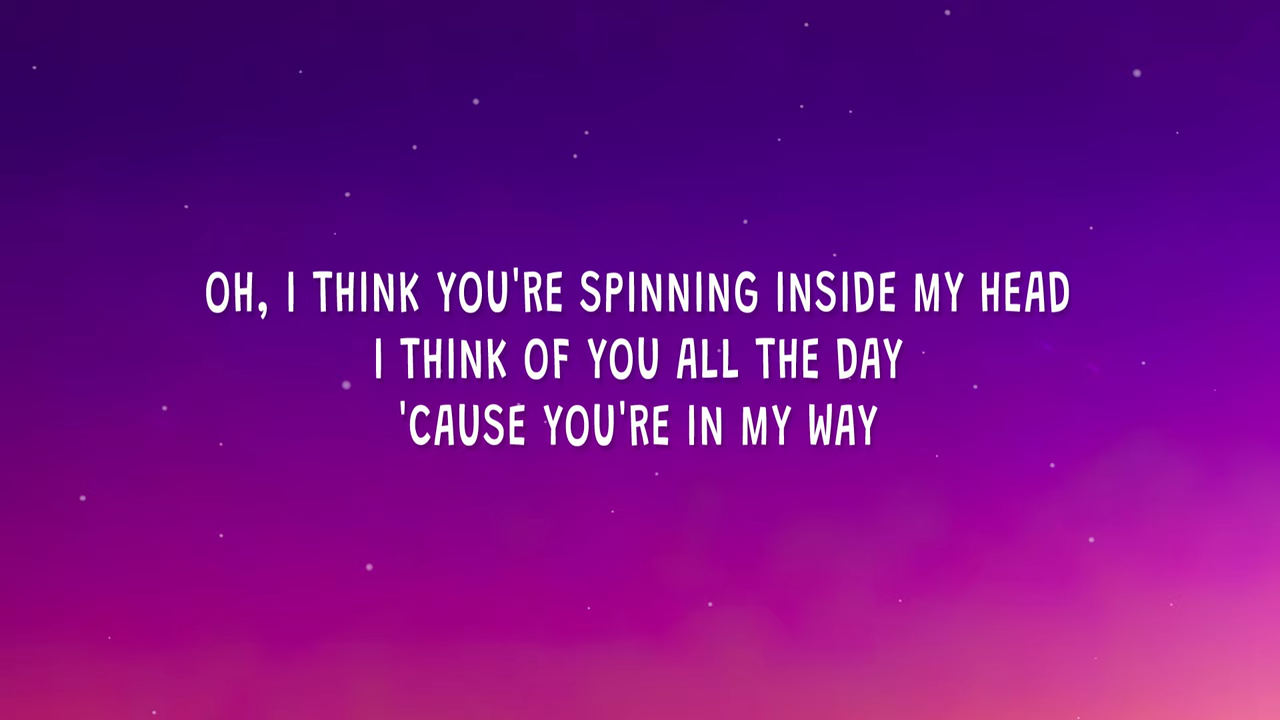 OH, I THINK YOU'RE SPINNING INSIDE MY HEAD
I THINK OF YOU ALL THE DAY
'CAUSE YOU'RE IN MY WAY